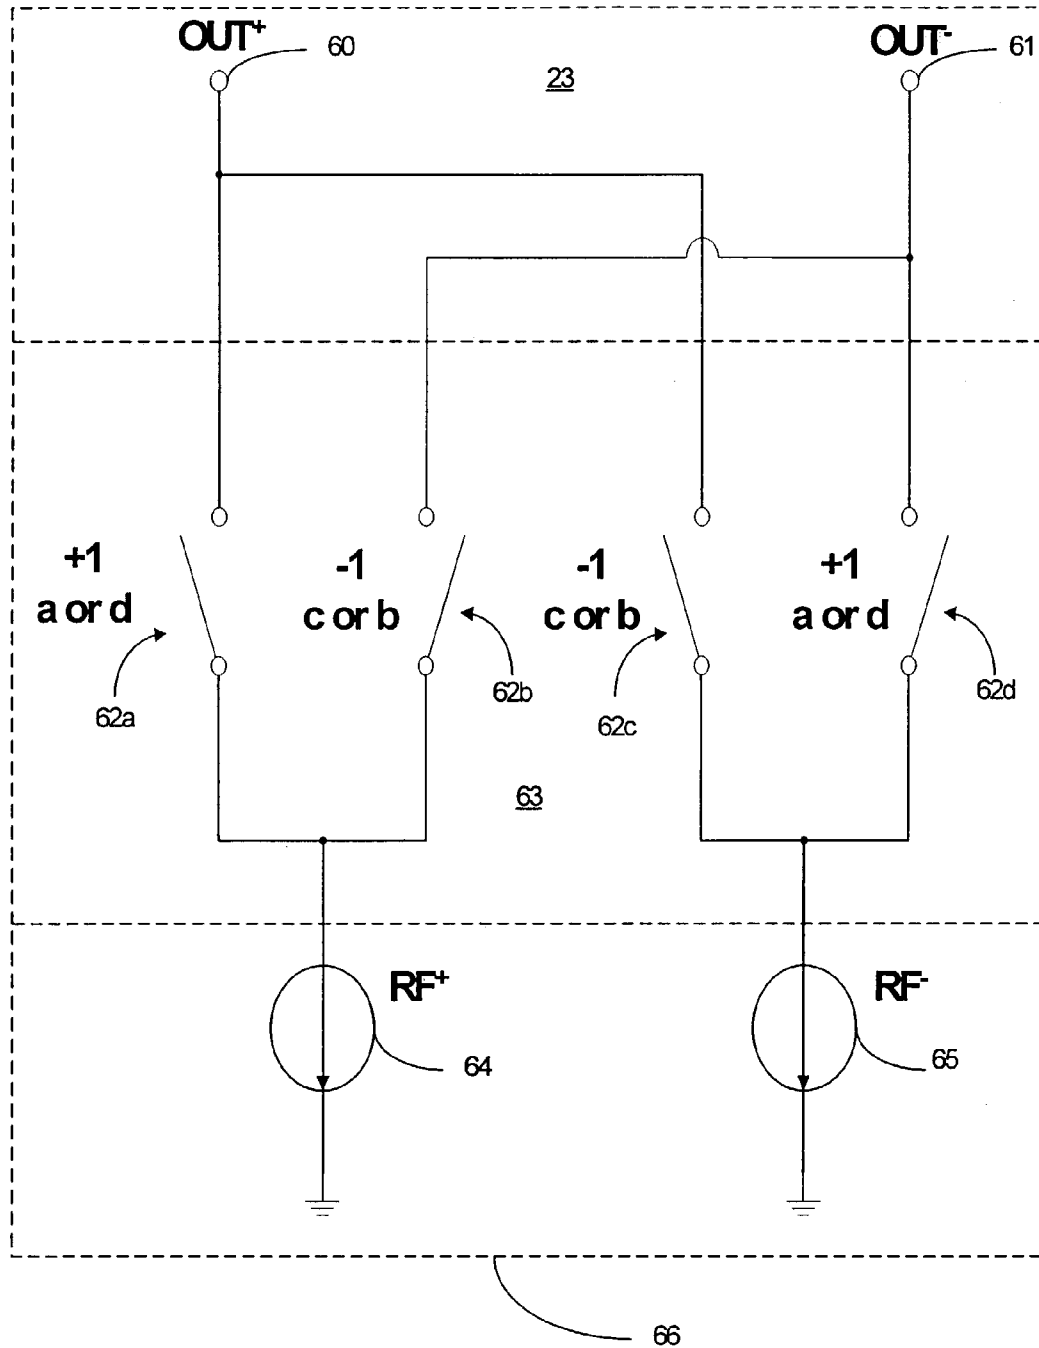 OUT+
60
OUT-
61
23
+1
a or d
-1
c or b
-1
c or b
+1
a or d
62a
62b
62c
62d
63
RF+
64
RF-
65
66